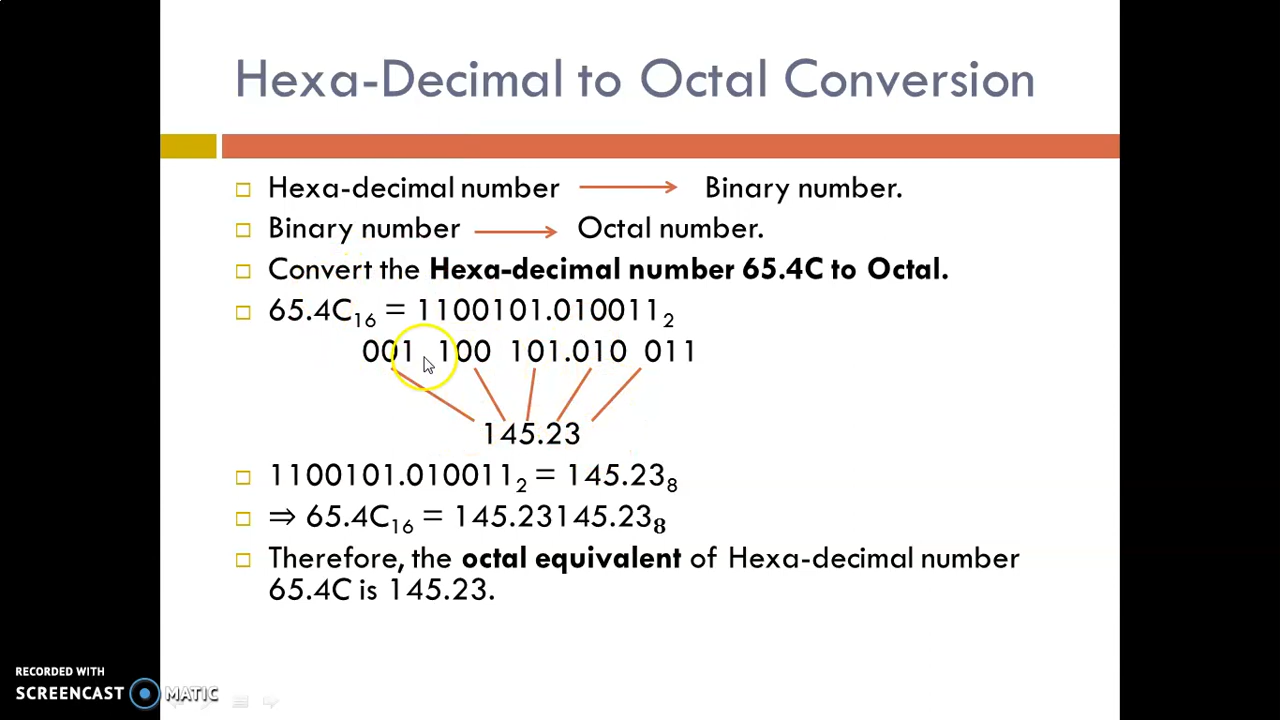 Hexa-Decimal to Octal Conversion
Hexa-decimal number → Binary number.
Binary number → Octal number.
Convert the Hexa-decimal number 65.4C to Octal.
65.4C₁₆ = 1100101.010011₂
001 100 101.010 011
145.23
1100101.010011₂ = 145.23₈
⇒ 65.4C₁₆ = 145.23145.23₈
Therefore, the octal equivalent of Hexa-decimal number
65.4C is 145.23.
RECORDED WITH
SCREENCAST MATIC